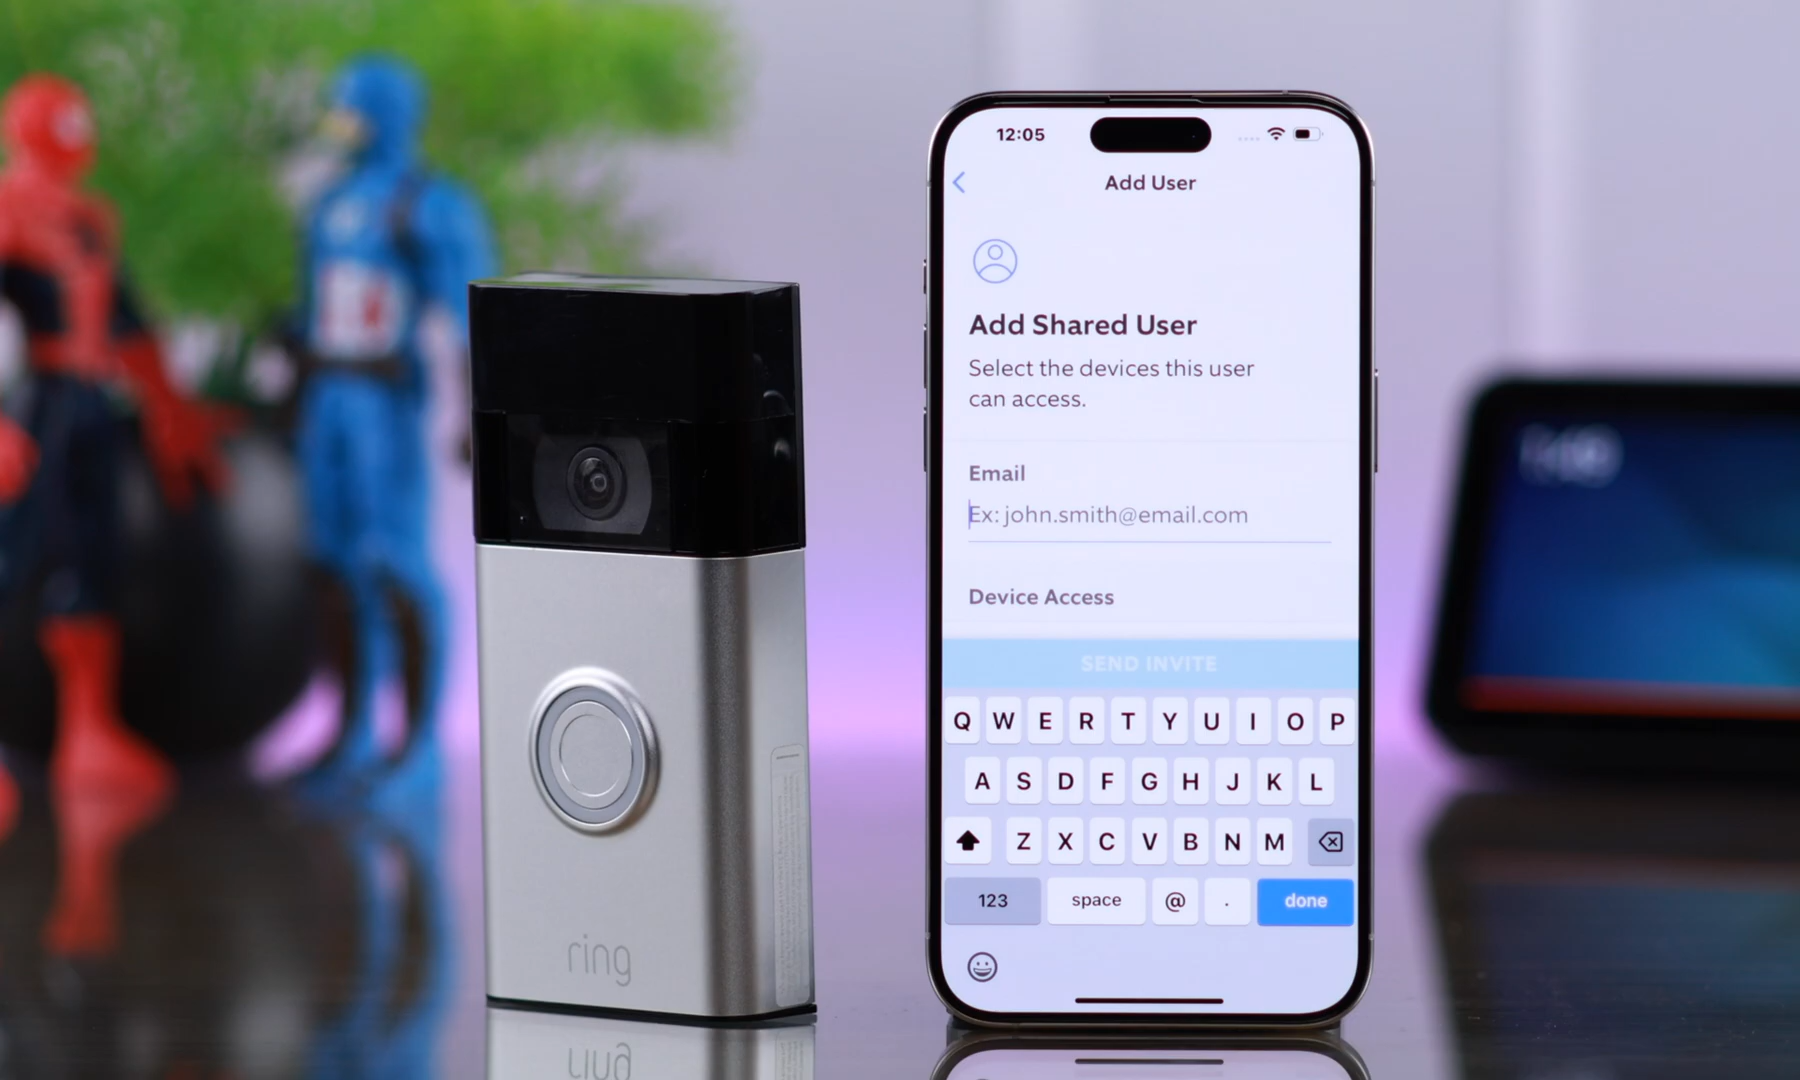 ring
12:05
Add User
Add Shared User
Select the devices this user
can access.
Email
Ex: john.smith@email.com
Device Access
SEND INVITE
Q W E R T Y U I O P
A S D F G H J K L
Z X C V B N M
123 space @ . done